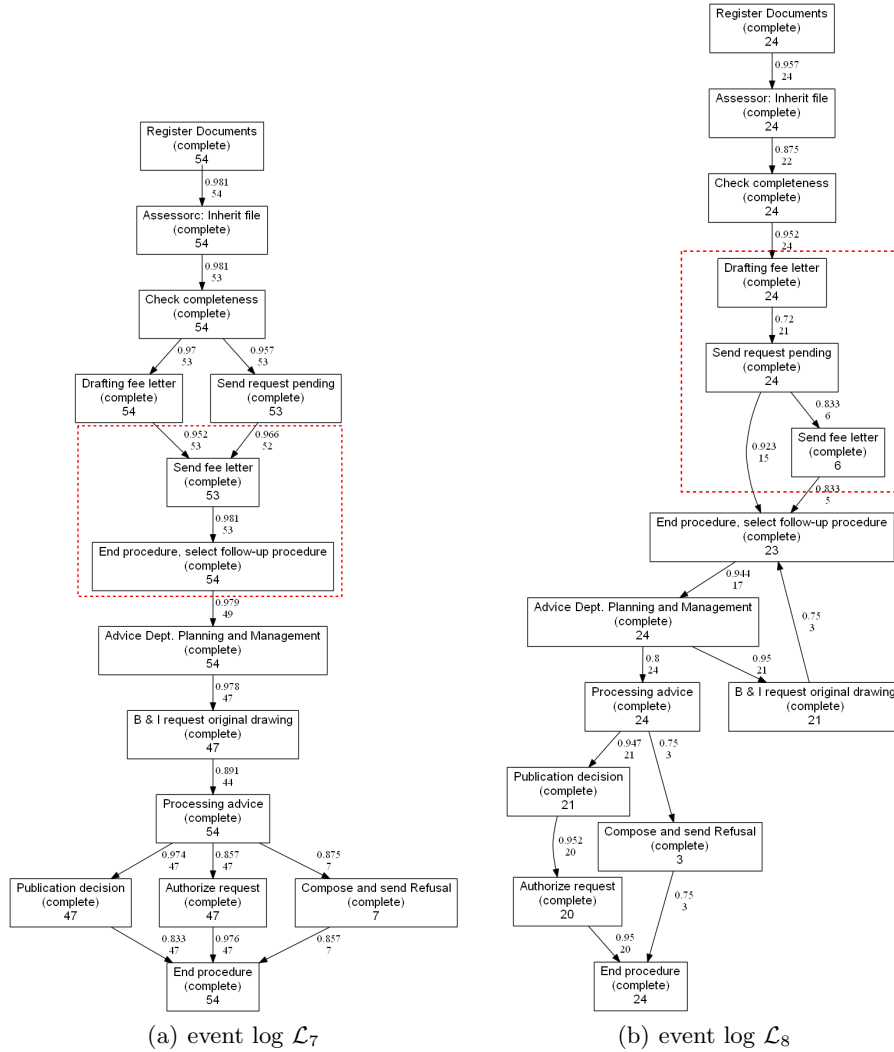 Register Documents
(complete)
54
0.981
54
Assessorc: Inherit file
(complete)
54
0.981
53
Check completeness
(complete)
54
0.97
53
0.957
53
Drafting fee letter
(complete)
54
Send request pending
(complete)
53
0.952
53
0.966
52
Send fee letter
(complete)
53
0.981
53
End procedure, select follow-up procedure
(complete)
54
0.979
49
Advice Dept. Planning and Management
(complete)
54
0.978
47
B & I request original drawing
(complete)
47
0.891
44
Processing advice
(complete)
54
0.974
47
0.857
47
0.875
7
Publication decision
(complete)
47
Authorize request
(complete)
47
Compose and send Refusal
(complete)
7
0.833
47
0.976
47
0.857
7
End procedure
(complete)
54
(a) event log L7
Register Documents
(complete)
24
0.957
24
Assessor: Inherit file
(complete)
24
0.875
22
Check completeness
(complete)
24
0.952
24
Drafting fee letter
(complete)
24
0.72
21
Send request pending
(complete)
24
0.833
6
0.923
15
Send fee letter
(complete)
6
0.833
5
End procedure, select follow-up procedure
(complete)
23
0.944
17
0.75
3
Advice Dept. Planning and Management
(complete)
24
0.8
24
0.95
21
Processing advice
(complete)
24
B & I request original drawing
(complete)
21
0.947
21
0.75
3
Publication decision
(complete)
21
Compose and send Refusal
(complete)
3
0.952
20
Authorize request
(complete)
20
0.75
3
0.95
20
End procedure
(complete)
24
(b) event log L8